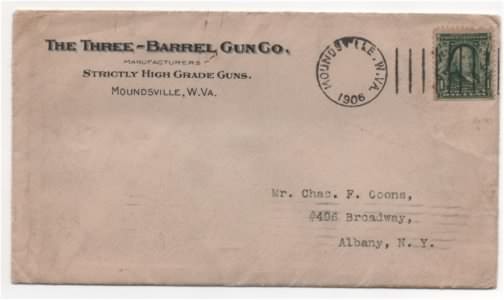 THE THREE-BARREL GUN CO.
MANUFACTURERS
STRICTLY HIGH GRADE GUNS.
MOUNDSVILLE, W.VA.
MOUNDSVILLE, W.VA.
1906
Mr. Chas. F. Coons,
Broadway,
Albany, N. Y.